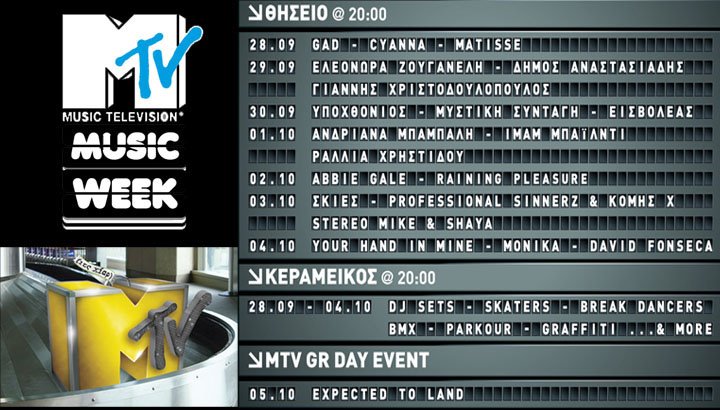 MTV
MUSIC TELEVISION®
MUSIC
WEEK
MTV
ΘΗΣΕΙΟ @ 20:00
28.09 GAD - CYANNA - MATISSE
29.09 ΕΛΕΟΝΩΡΑ ΖΟΥΓΑΝΕΛΗ - ΔΗΜΟΣ ΑΝΑΣΤΑΣΙΑΔΗΣ
ΓΙΑΝΝΗΣ ΧΡΙΣΤΟΔΟΥΛΟΠΟΥΛΟΣ
30.09 ΥΠΟΧΘΟΝΙΟΣ - ΜΥΣΤΙΚΗ ΣΥΝΤΑΓΗ - ΕΙΣΒΟΛΕΑΣ
01.10 ΑΝΔΡΙΑΝΑ ΜΠΑΜΠΑΛΗ - ΙΜΑΜ ΜΠΑΪΛΝΤΙ
ΡΑΛΛΙΑ ΧΡΗΣΤΙΔΟΥ
02.10 ABBIE GALE - RAINING PLEASURE
03.10 ΣΚΙΕΣ - PROFESSIONAL SINNERZ & ΚΟΜΗΣ Χ
STEREO MIKE & SHAYA
04.10 YOUR HAND IN MINE - MONIKA - DAVID FONSECA
ΚΕΡΑΜΕΙΚΟΣ @ 20:00
28.09 - 04.10 DJ SETS - SKATERS - BREAK DANCERS
BMX - PARKOUR - GRAFFITI ...& MORE
MTV GR DAY EVENT
05.10 EXPECTED TO LAND